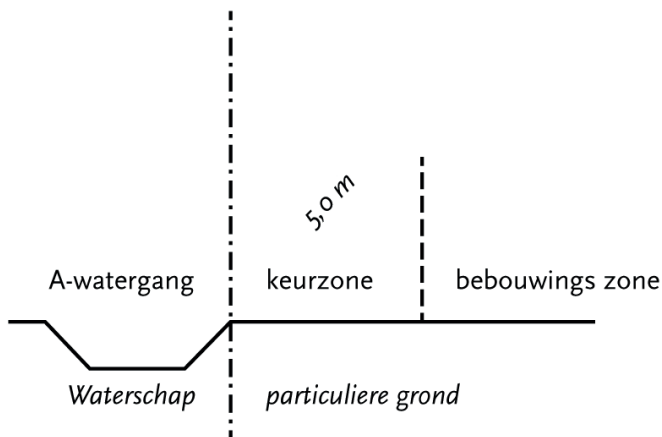 5,0 m
A-watergang
keurzone
bebouwings zone
Waterschap
particuliere grond